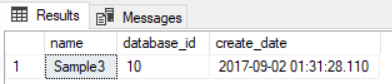 Results Messages
name database_id create_date
1 Sample3 10 2017-09-02 01:31:28.110